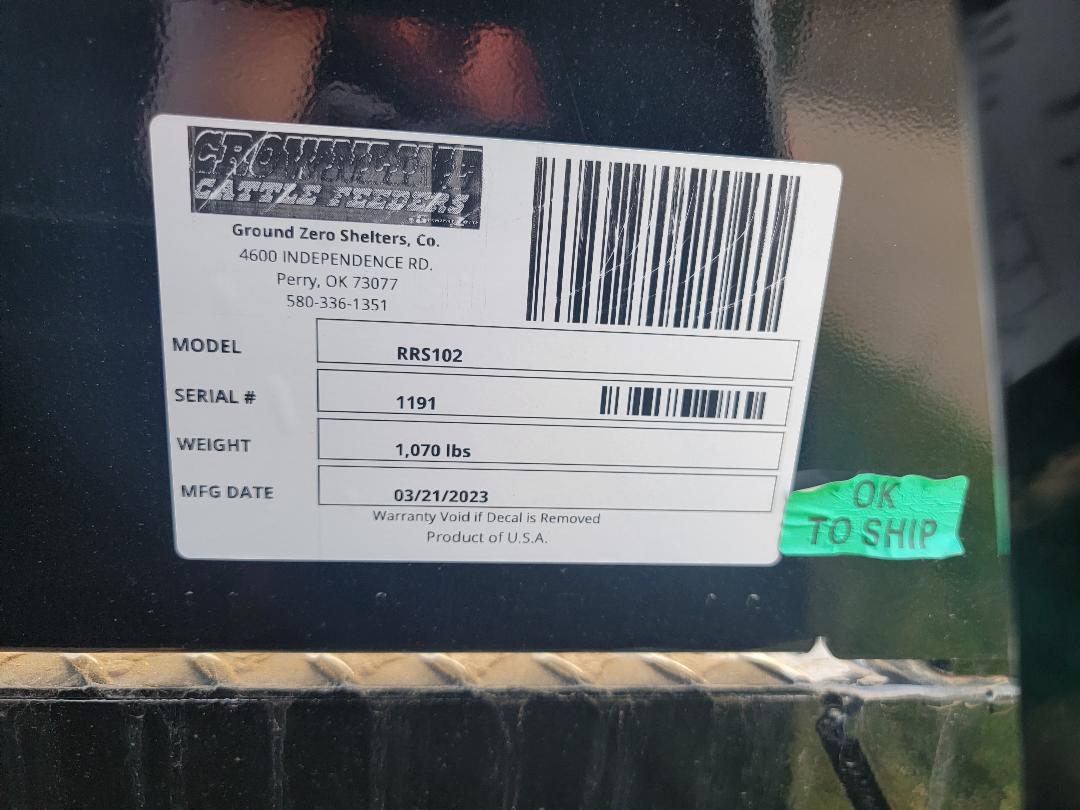 CATTLE FEEDERS
Ground Zero Shelters, Co.
4600 INDEPENDENCE RD.
Perry, OK 73077
580-336-1351
MODEL RRS102
SERIAL # 1191
WEIGHT 1,070 lbs
MFG DATE 03/21/2023
Warranty Void if Decal is Removed
Product of U.S.A.
OK
TO SHIP